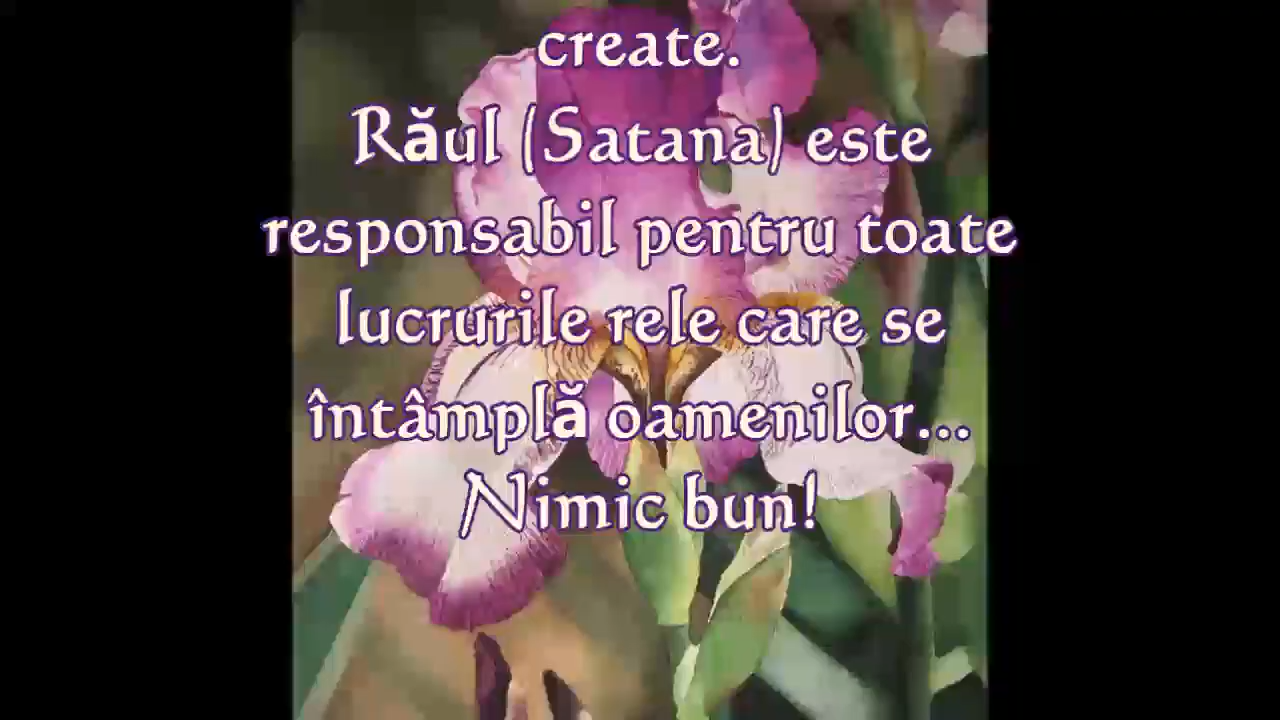 create.
Răul (Satana) este
responsabil pentru toate
lucrurile rele care se
întâmplă oamenilor...
Nimic bun!